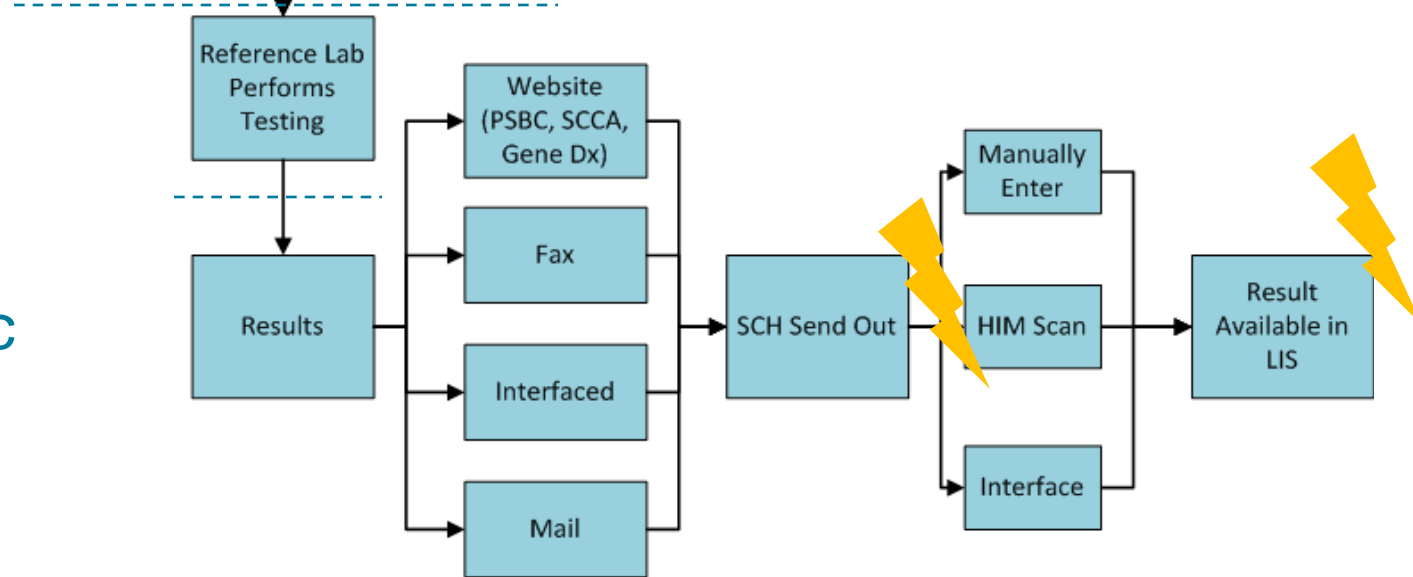 Reference Lab
Performs
Testing
Results
Website
(PSBC, SCCA,
Gene Dx)
Fax
Interfaced
Mail
SCH Send Out
Manually
Enter
HIM Scan
Interface
Result
Available in
LIS
c